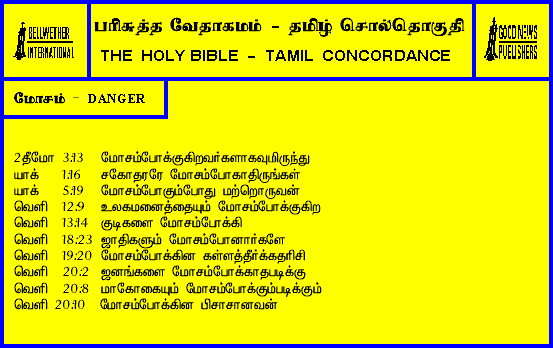 BELLWETHER
INTERNATIONAL
பரிசுத்த வேதாகமம் - தமிழ் சொல்தொகுதி
THE HOLY BIBLE - TAMIL CONCORDANCE
GOOD NEWS
PUBLISHERS
மோசம் - DANGER
2தீமோ 3:13 மோசம்போக்குகிறவர்களாகவுமிருந்து
யாக் 1:16 சகோதரரே மோசம்போகாதிருங்கள்
யாக் 5:19 மோசம்போகும்போது மற்றொருவன்
வெளி 12:9 உலகமனைத்தையும் மோசம்போக்குகிற
வெளி 13:14 குடிகளை மோசம்போக்கி
வெளி 18:23 ஜாதிகளும் மோசம்போனார்களே
வெளி 19:20 மோசம்போக்கின கள்ளத்தீர்க்கதரிசி
வெளி 20:2 ஜனங்களை மோசம்போக்காதபடிக்கு
வெளி 20:8 மாகோகையும் மோசம்போக்கும்படிக்கும்
வெளி 20:10 மோசம்போக்கின பிசாசானவன்